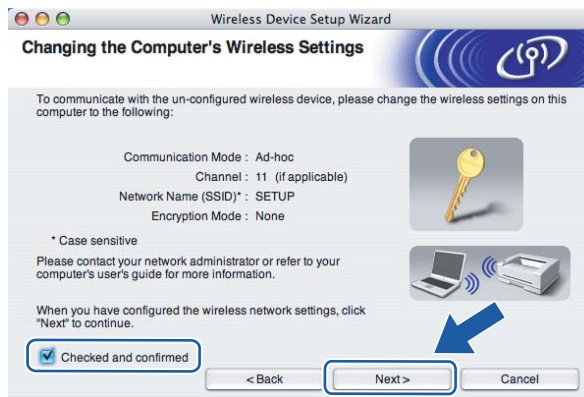 Wireless Device Setup Wizard
Changing the Computer's Wireless Settings
To communicate with the un-configured wireless device, please change the wireless settings on this
computer to the following:
Communication Mode : Ad-hoc
Channel : 11 (if applicable)
Network Name (SSID)* : SETUP
Encryption Mode : None
* Case sensitive
Please contact your network administrator or refer to your
computer's user's guide for more information.
When you have configured the wireless network settings, click
"Next" to continue.
Checked and confirmed
< Back Next > Cancel